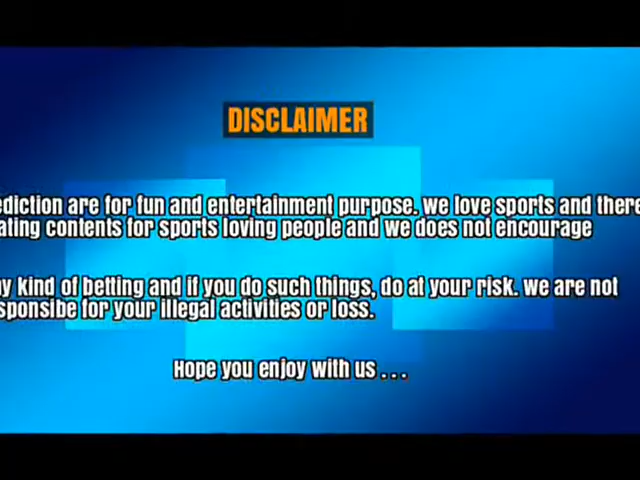 DISCLAIMER
ediction are for fun and entertainment purpose. we love sports and there
ating contents for sports loving people and we does not encourage
y kind of betting and if you do such things, do at your risk. we are not
sponsibe for your illegal activities or loss.
Hope you enjoy with us . . .